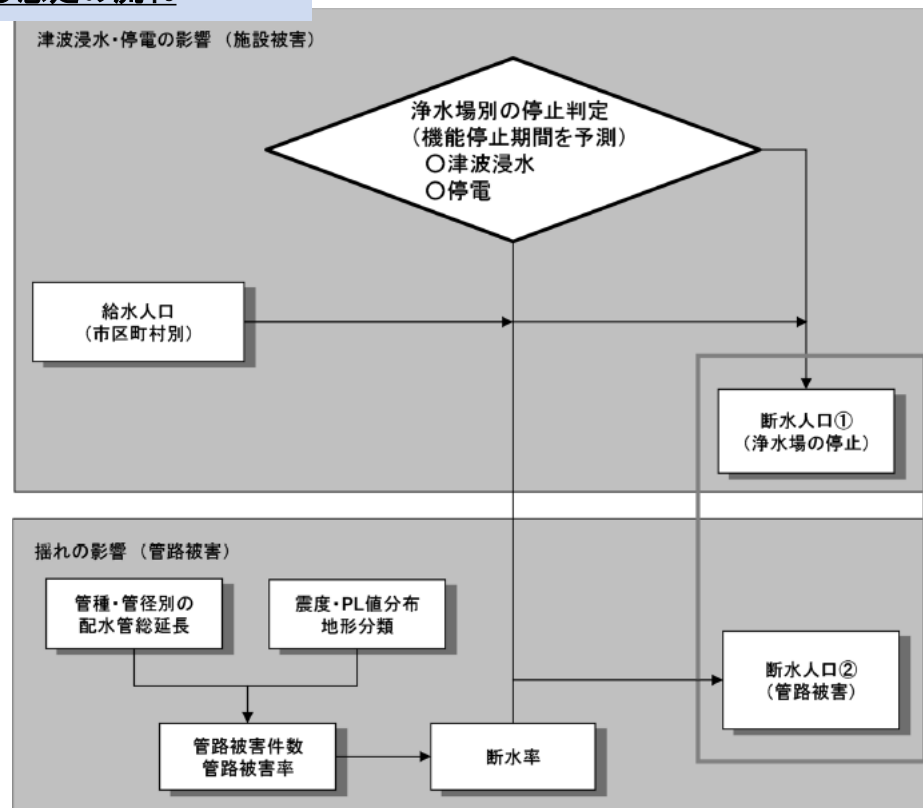 津波浸水・停電の影響（施設被害）
浄水場別の停止判定
（機能停止期間を予測）
○津波浸水
○停電
給水人口
（市区町村別）
断水人口①
（浄水場の停止）
揺れの影響（管路被害）
管種・管径別の
配水管総延長
震度・PL値分布
地形分類
断水人口②
（管路被害）
管路被害件数
管路被害率
断水率